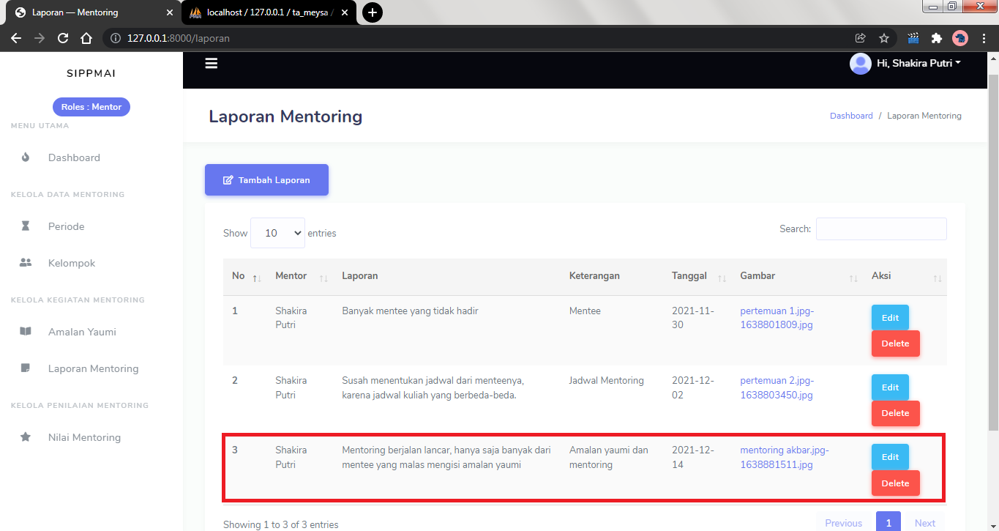 Laporan — Mentoring
localhost / 127.0.0.1 / ta_meysa /
127.0.0.1:8000/laporan
SIPPMAI
Roles : Mentor
MENU UTAMA
Dashboard
KELOLA DATA MENTORING
Periode
Kelompok
KELOLA KEGIATAN MENTORING
Amalan Yaumi
Laporan Mentoring
KELOLA PENILAIAN MENTORING
Nilai Mentoring
Hi, Shakira Putri
Laporan Mentoring
Dashboard / Laporan Mentoring
Tambah Laporan
Show 10 entries
Search:
No Mentor Laporan Keterangan Tanggal Gambar Aksi
1 Shakira Banyak mentee yang tidak hadir Mentee 2021-11- pertemuan 1.jpg- Edit
Putri 30 1638801809.jpg
Delete
2 Shakira Susah menentukan jadwal dari menteenya, Jadwal Mentoring 2021-12- pertemuan 2.jpg- Edit
Putri karena jadwal kuliah yang berbeda-beda. 02 1638803450.jpg
Delete
3 Shakira Mentoring berjalan lancar, hanya saja banyak dari Amalan yaumi dan 2021-12- mentoring akbar.jpg- Edit
Putri mentee yang malas mengisi amalan yaumi mentoring 14 1638881511.jpg
Delete
Showing 1 to 3 of 3 entries
Previous 1 Next